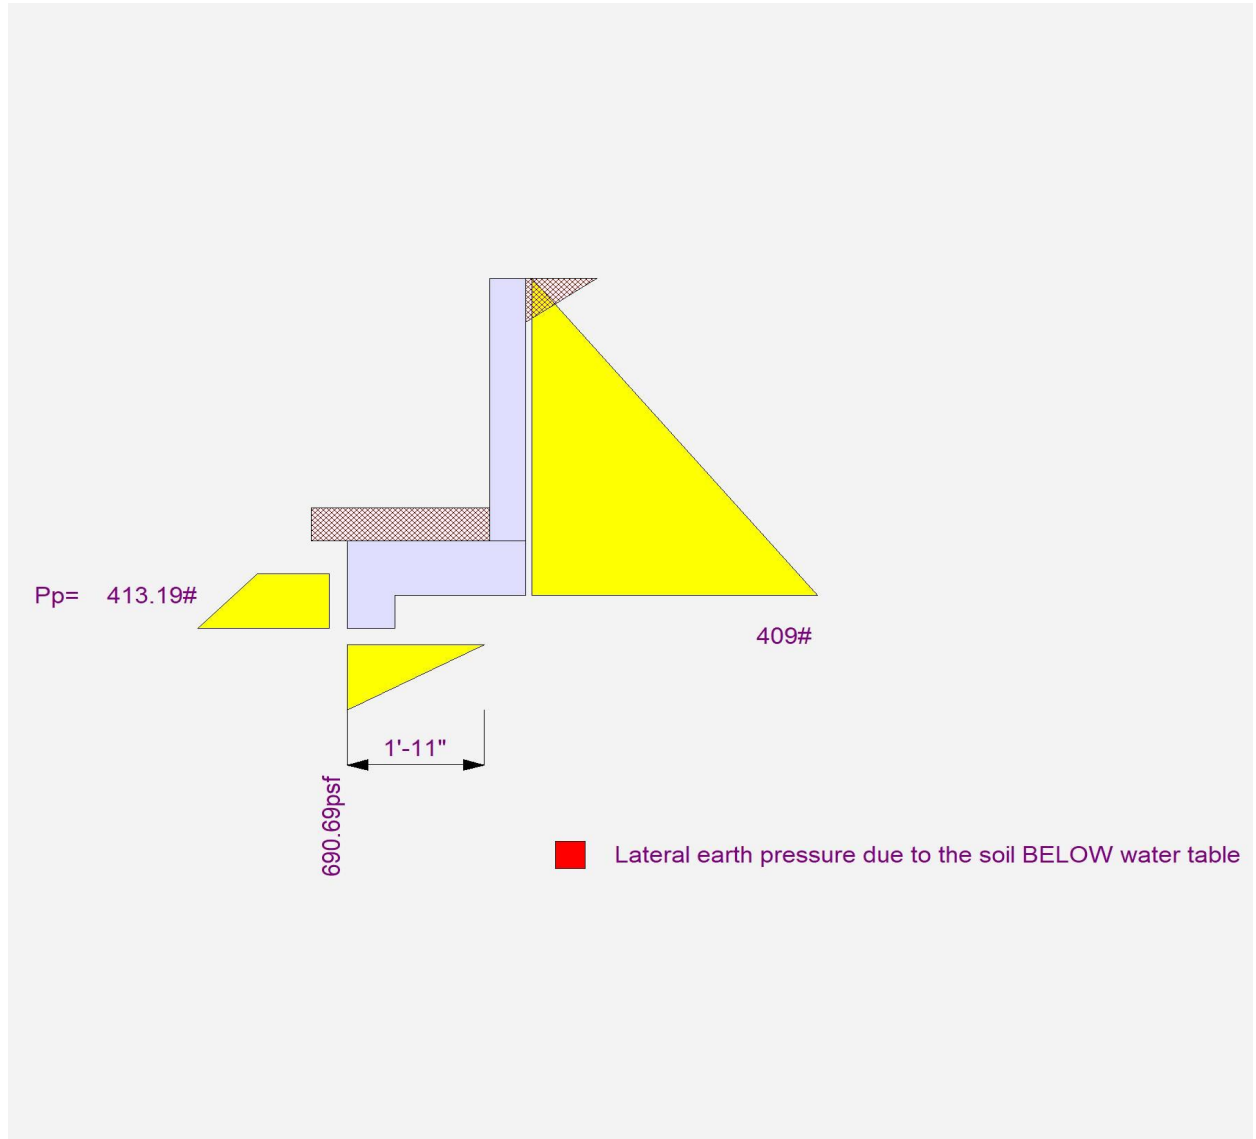 Pp= 413.19#
409#
1'-11"
690.69psf
Lateral earth pressure due to the soil BELOW water table